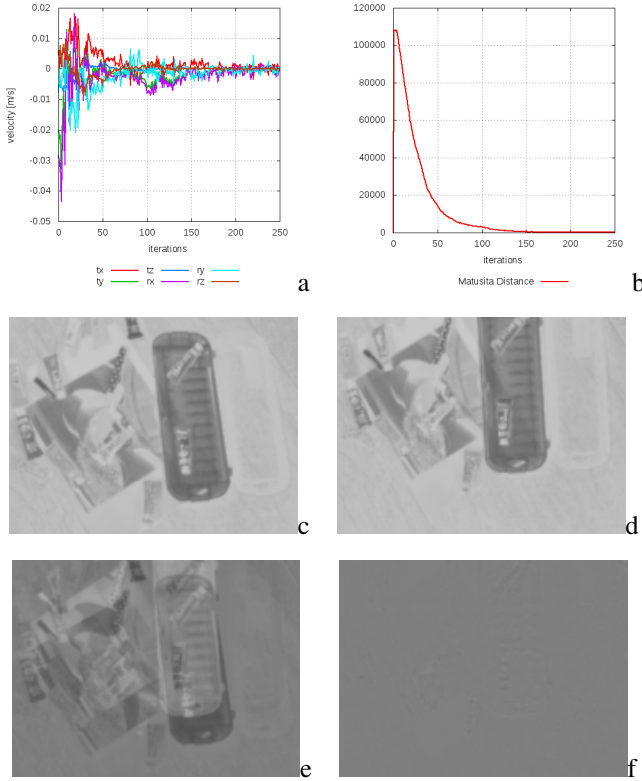 0.02
0.01
0
-0.01
-0.02
-0.03
-0.04
-0.05
velocity [m/s]
0 50 100 150 200 250
iterations
tx tz ry
ty rx rz
a
120000
100000
80000
60000
40000
20000
0
0 50 100 150 200 250
iterations
Matusita Distance
b
c
d
e
f